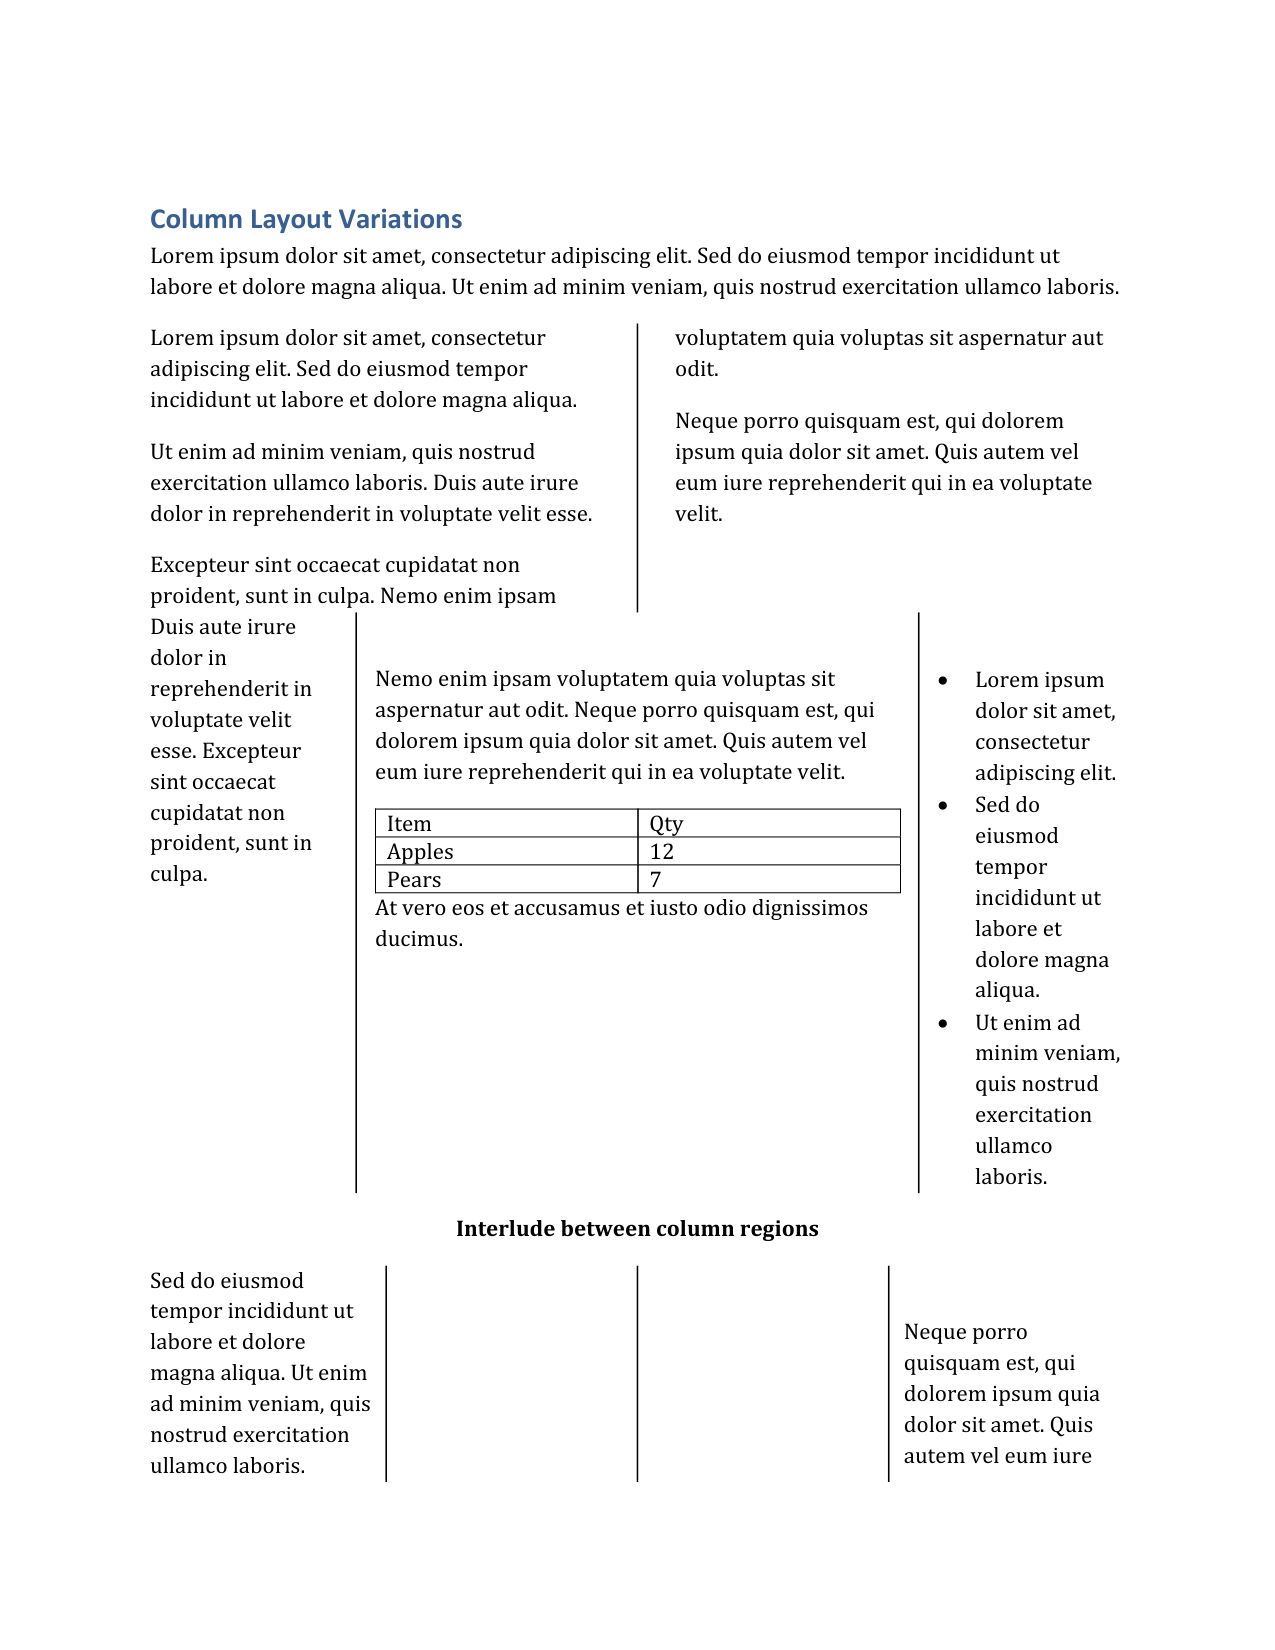 Column Layout Variations
Lorem ipsum dolor sit amet, consectetur adipiscing elit. Sed do eiusmod tempor incididunt ut
labore et dolore magna aliqua. Ut enim ad minim veniam, quis nostrud exercitation ullamco laboris.
Lorem ipsum dolor sit amet, consectetur
adipiscing elit. Sed do eiusmod tempor
incididunt ut labore et dolore magna aliqua.
Ut enim ad minim veniam, quis nostrud
exercitation ullamco laboris. Duis aute irure
dolor in reprehenderit in voluptate velit esse.
Excepteur sint occaecat cupidatat non
proident, sunt in culpa. Nemo enim ipsam
voluptatem quia voluptas sit aspernatur aut
odit.
Neque porro quisquam est, qui dolorem
ipsum quia dolor sit amet. Quis autem vel
eum iure reprehenderit qui in ea voluptate
velit.
Duis aute irure
dolor in
reprehenderit in
voluptate velit
esse. Excepteur
sint occaecat
cupidatat non
proident, sunt in
culpa.
Nemo enim ipsam voluptatem quia voluptas sit
aspernatur aut odit. Neque porro quisquam est, qui
dolorem ipsum quia dolor sit amet. Quis autem vel
eum iure reprehenderit qui in ea voluptate velit.
Item Qty
Apples 12
Pears 7
At vero eos et accusamus et iusto odio dignissimos
ducimus.
• Lorem ipsum
dolor sit amet,
consectetur
adipiscing elit.
• Sed do
eiusmod
tempor
incididunt ut
labore et
dolore magna
aliqua.
• Ut enim ad
minim veniam,
quis nostrud
exercitation
ullamco
laboris.
Interlude between column regions
Sed do eiusmod
tempor incididunt ut
labore et dolore
magna aliqua. Ut enim
ad minim veniam, quis
nostrud exercitation
ullamco laboris.
Neque porro
quisquam est, qui
dolorem ipsum quia
dolor sit amet. Quis
autem vel eum iure